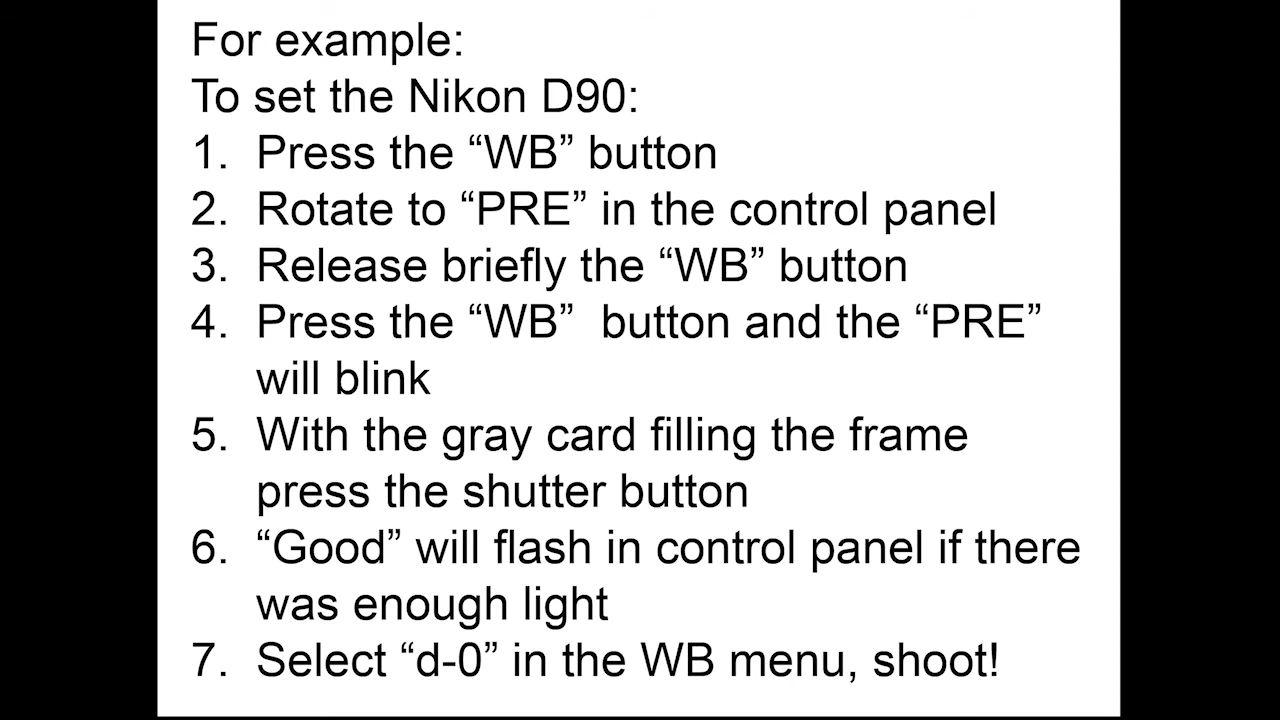 For example:
To set the Nikon D90:
1. Press the “WB” button
2. Rotate to “PRE” in the control panel
3. Release briefly the “WB” button
4. Press the “WB”  button and the “PRE”
will blink
5. With the gray card filling the frame
press the shutter button
6. “Good” will flash in control panel if there
was enough light
7. Select “d-0” in the WB menu, shoot!